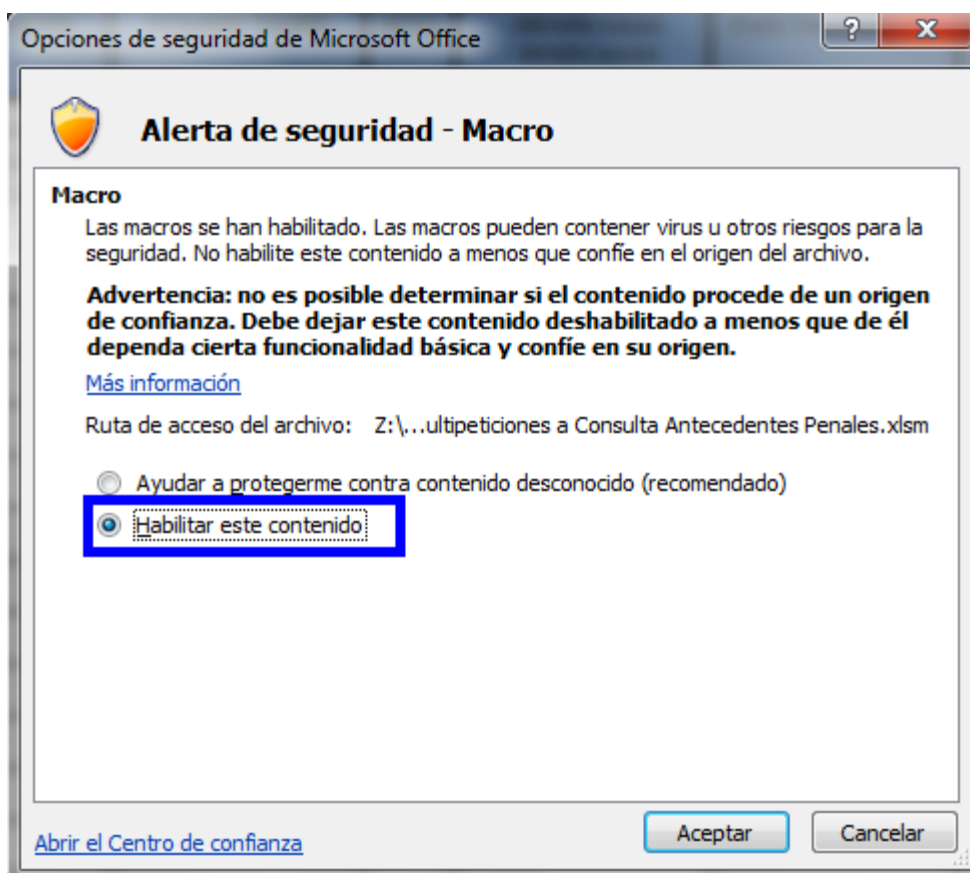 Opciones de seguridad de Microsoft Office
?
X
Alerta de seguridad - Macro
Macro
Las macros se han habilitado. Las macros pueden contener virus u otros riesgos para la
seguridad. No habilite este contenido a menos que confíe en el origen del archivo.
Advertencia: no es posible determinar si el contenido procede de un origen
de confianza. Debe dejar este contenido deshabilitado a menos que de él
dependa cierta funcionalidad básica y confíe en su origen.
Más información
Ruta de acceso del archivo: Z:\...ultipeticiones a Consulta Antecedentes Penales.xlsm
Ayudar a protegerme contra contenido desconocido (recomendado)
Habilitar este contenido
Abrir el Centro de confianza
Aceptar
Cancelar